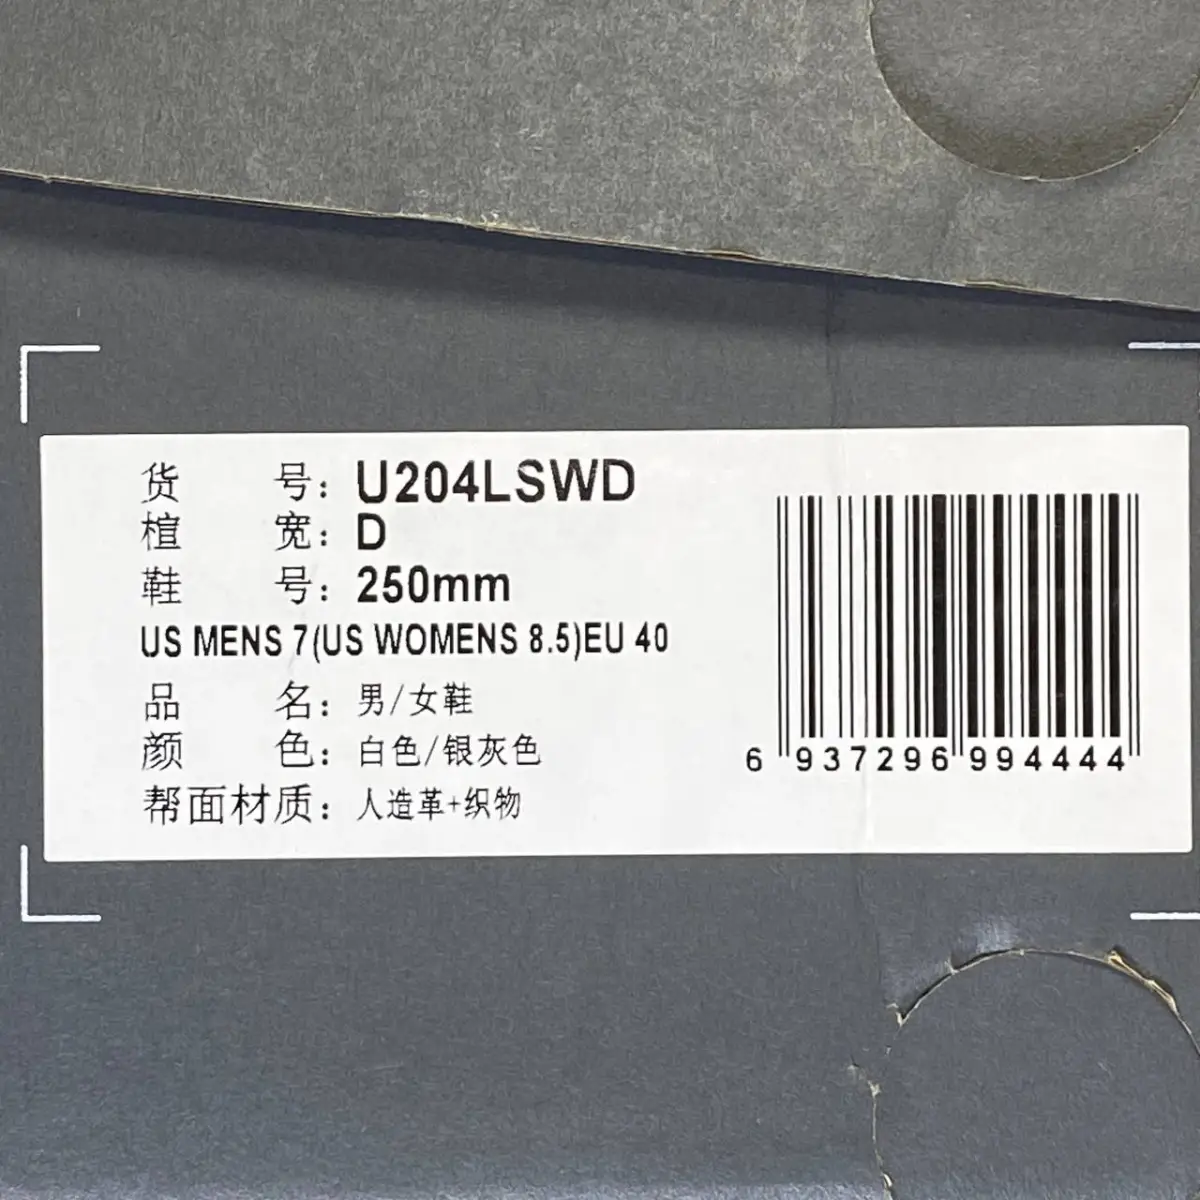 货号：U204LSWD
楦宽：D
鞋号：250mm
US MENS 7(US WOMENS 8.5)EU 40
品名：男/女鞋
颜色：白色/银灰色
帮面材质：人造革+织物
6 937296 994444